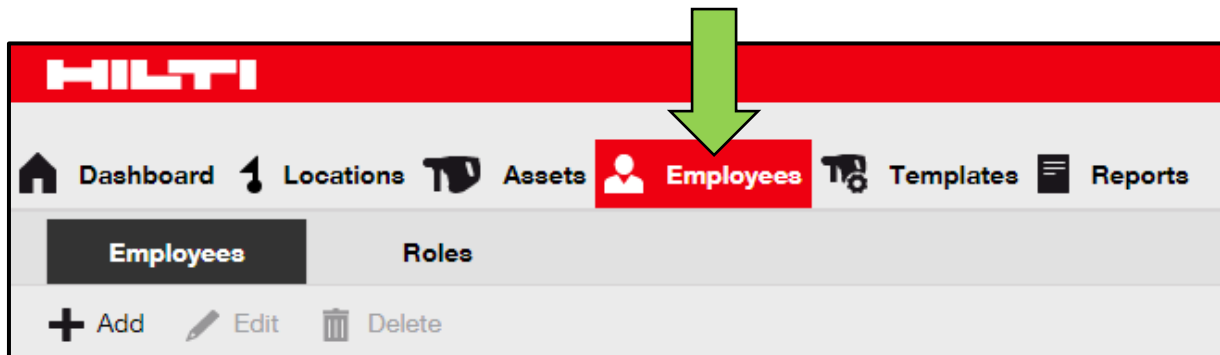 HILTI
Dashboard Locations Assets Employees Templates Reports
Employees Roles
Add Edit Delete